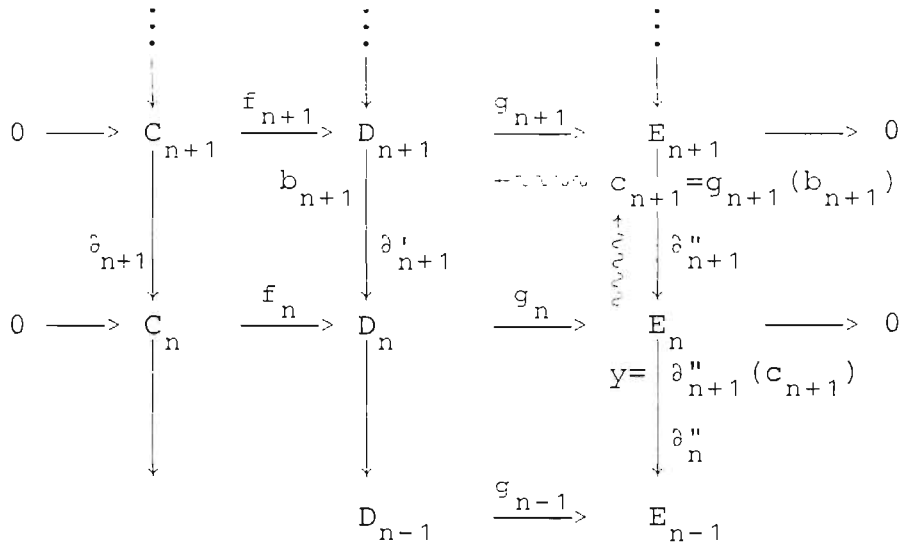 f_{n+1} g_{n+1}
0 C_{n+1} D_{n+1} E_{n+1} 0
b_{n+1} c_{n+1}=g_{n+1}(b_{n+1})
∂_{n+1} ∂'_{n+1} ∂"_{n+1}
f_n g_n
0 C_n D_n E_n 0
y= ∂"_{n+1}(c_{n+1})
∂"_n
g_{n-1}
D_{n-1} E_{n-1}